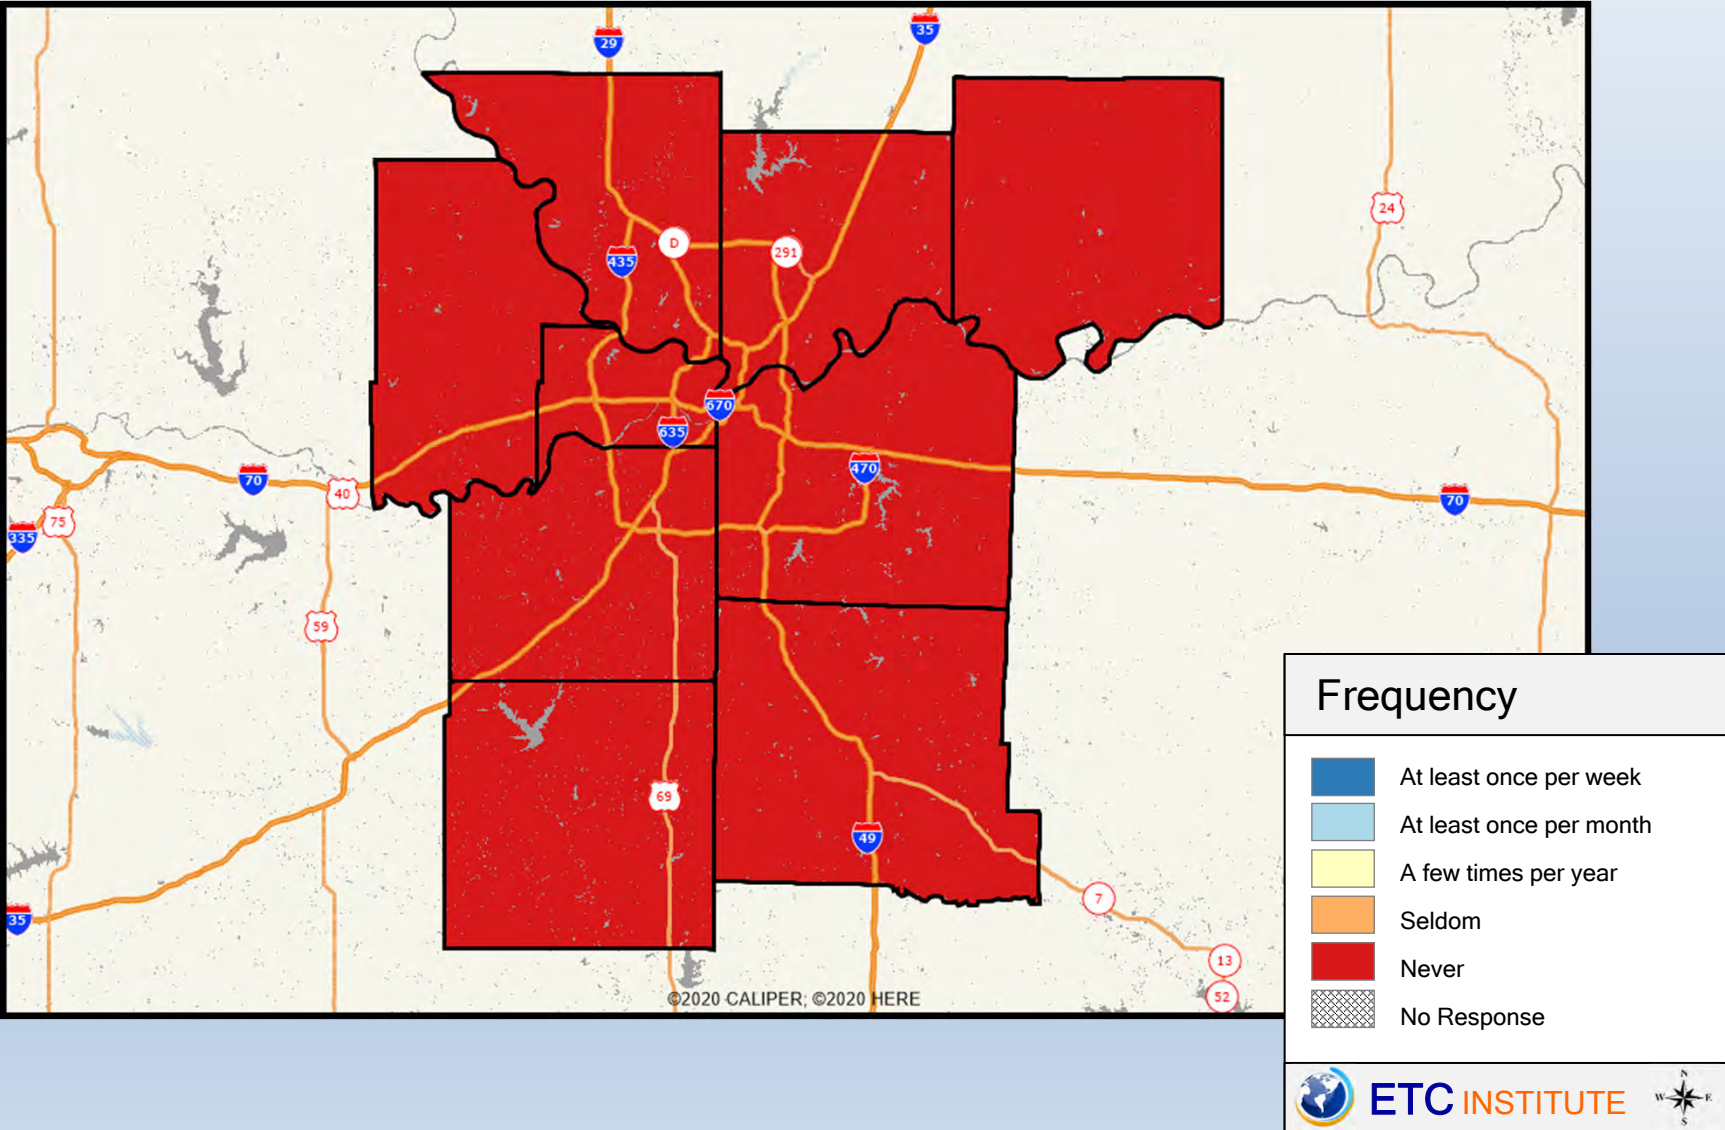 29
35
24
D
291
435
670
635
470
70
40
70
75
335
59
69
49
7
35
13
52
©2020 CALIPER; ©2020 HERE
Frequency
At least once per week
At least once per month
A few times per year
Seldom
Never
No Response
ETC INSTITUTE
N
W E
S